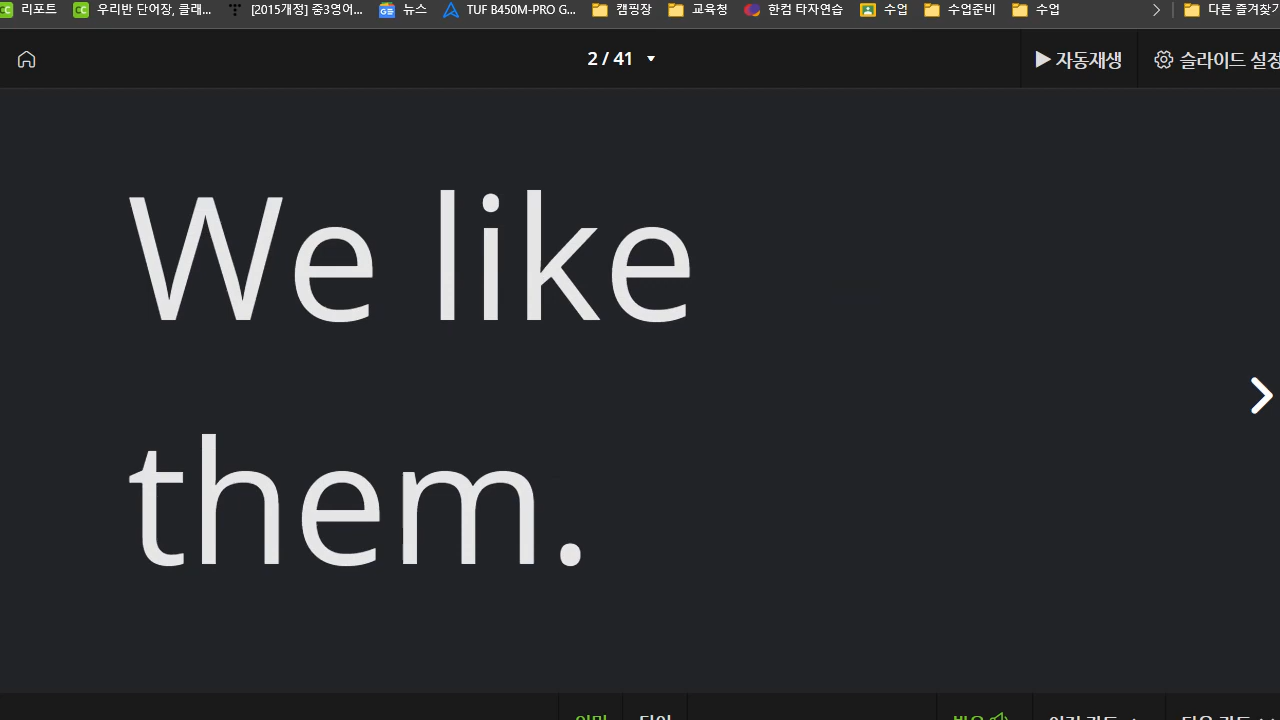 리포트 우리반 단어장, 클래... [2015개정] 중3영어... 뉴스 TUF B450M-PRO G... 캠핑장 교육청 한컴 타자연습 수업 수업준비 수업 다른 즐겨찾기
2 / 41 자동재생 슬라이드 설정
We like
them.